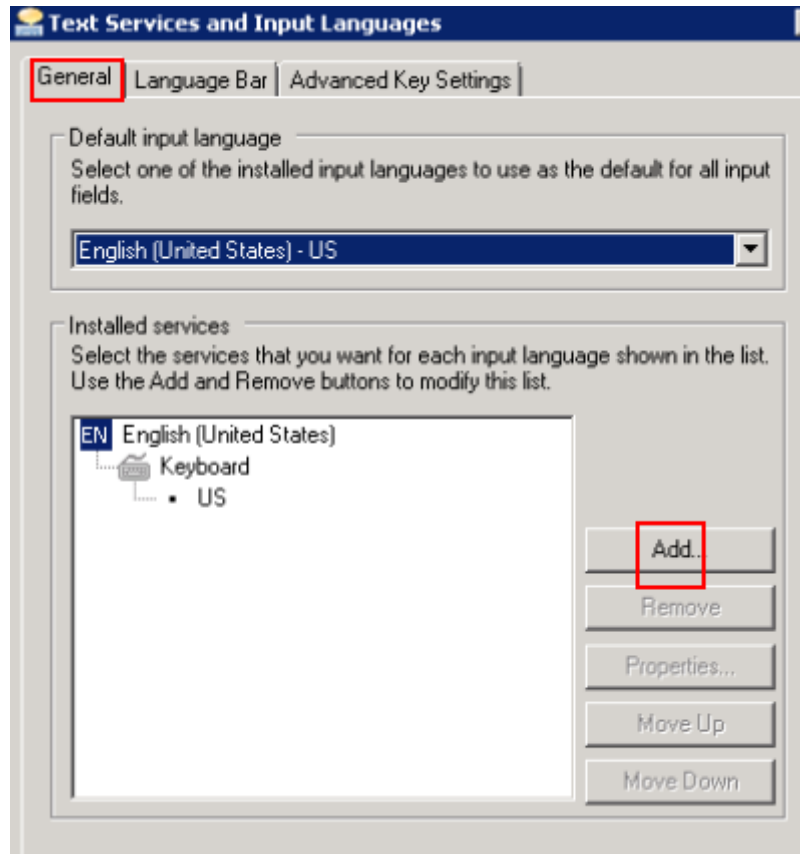 Text Services and Input Languages
General
Language Bar
Advanced Key Settings
Default input language
Select one of the installed input languages to use as the default for all input
fields.
English (United States) - US
Installed services
Select the services that you want for each input language shown in the list.
Use the Add and Remove buttons to modify this list.
EN English (United States)
Keyboard
US
Add...
Remove
Properties...
Move Up
Move Down